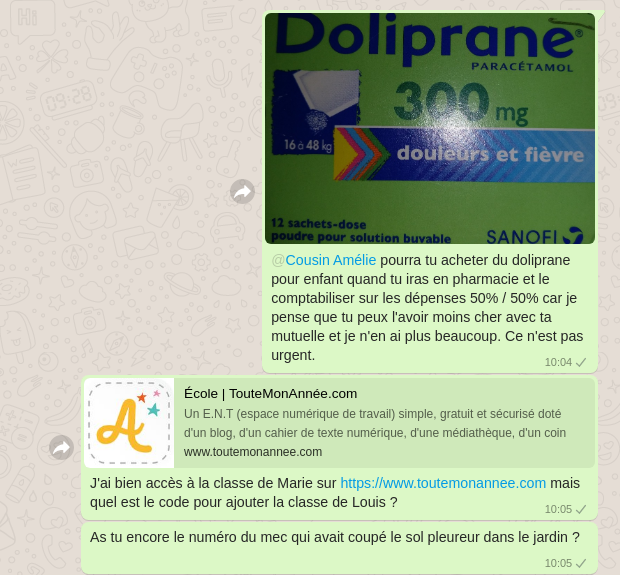 Doliprane®
PARACÉTAMOL
300 mg
16 à 48 kg
douleurs et fièvre
12 sachets-dose
poudre pour solution buvable
SANOFI
@Cousin Amélie pourra tu acheter du doliprane
pour enfant quand tu iras en pharmacie et le
comptabiliser sur les dépenses 50% / 50% car je
pense que tu peux l'avoir moins cher avec ta
mutuelle et je n'en ai plus beaucoup. Ce n'est pas
urgent.
10:04
École | TouteMonAnnée.com
Un E.N.T (espace numérique de travail) simple, gratuit et sécurisé doté
d'un blog, d'un cahier de texte numérique, d'une médiathèque, d'un coin
www.toutemonannee.com
J'ai bien accès à la classe de Marie sur https://www.toutemonannee.com mais
quel est le code pour ajouter la classe de Louis ?
10:05
As tu encore le numéro du mec qui avait coupé le sol pleureur dans le jardin ?
10:05